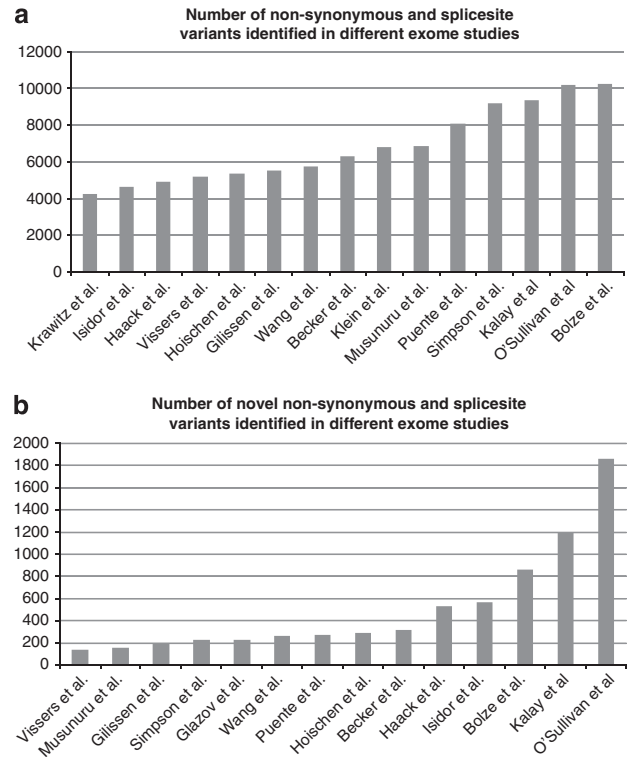 a
Number of non-synonymous and splicesite
variants identified in different exome studies
12000
10000
8000
6000
4000
2000
0
Krawitz et al.
Isidor et al.
Haack et al.
Vissers et al.
Hoischen et al.
Gilissen et al.
Wang et al.
Becker et al.
Klein et al.
Musunuru et al.
Puente et al.
Simpson et al.
Kalay et al
O'Sullivan et al
Bolze et al.
b
Number of novel non-synonymous and splicesite
variants identified in different exome studies
2000
1800
1600
1400
1200
1000
800
600
400
200
0
Vissers et al.
Musunuru et al.
Gilissen et al.
Simpson et al.
Glazov et al.
Wang et al.
Puente et al.
Hoischen et al.
Becker et al.
Haack et al.
Isidor et al.
Bolze et al.
Kalay et al
O'Sullivan et al